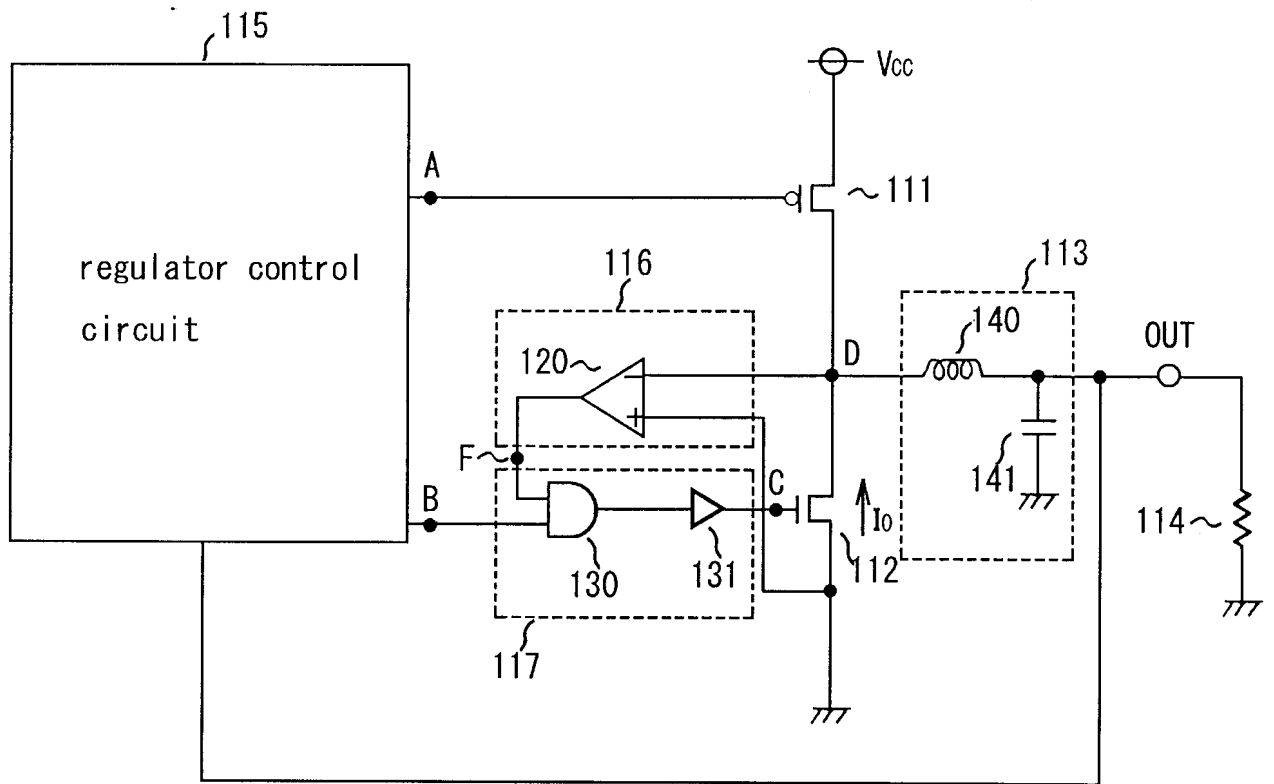 115
Vcc
A
111
regulator control
circuit
116
113
120
D
140
OUT
−
+
F
B
C
141
I0
114
130
131
112
117